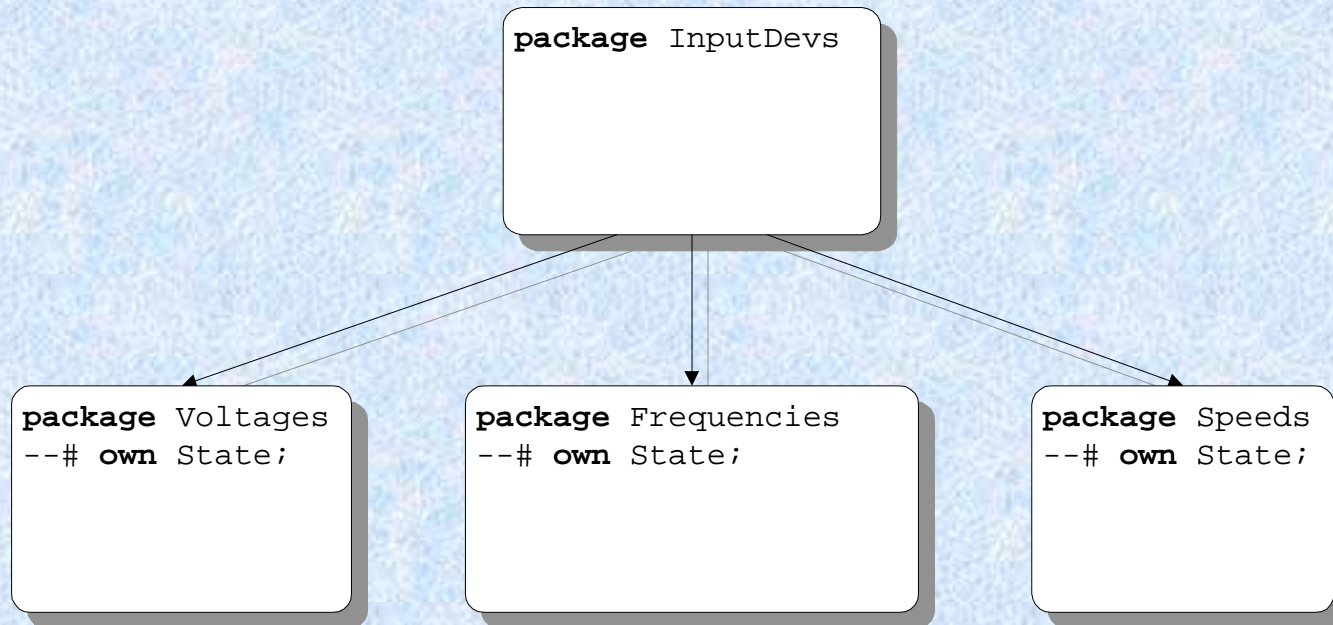 package InputDevs
package Voltages
--# own State;
package Frequencies
--# own State;
package Speeds
--# own State;